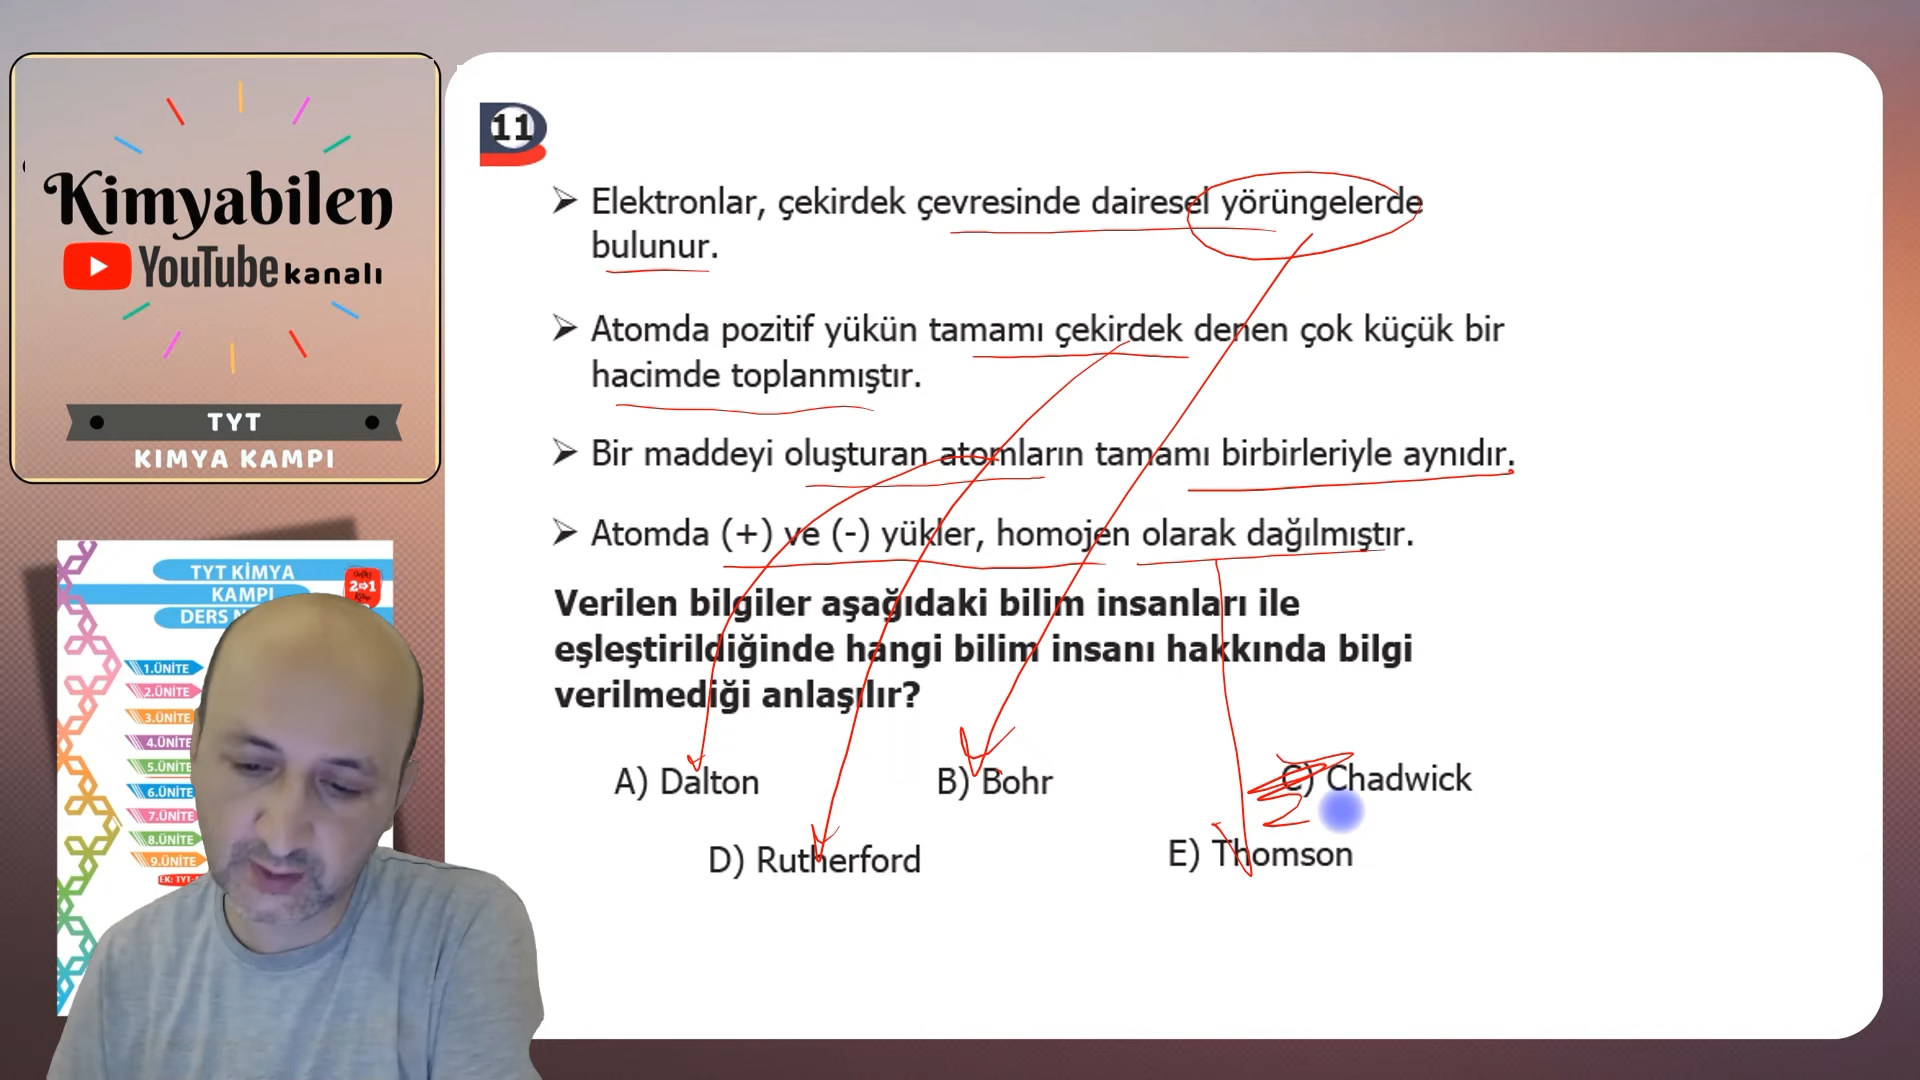 Kimyabilen
YouTube kanalı
TYT
KIMYA KAMPI
TYT KİMYA
KAMPI
DERS
2⇨1
1.ÜNİTE
2.ÜNİTE
3.ÜNİTE
4.ÜNİTE
5.ÜNİTE
6.ÜNİTE
7.ÜNİTE
8.ÜNİTE
9.ÜNİTE
11
➢ Elektronlar, çekirdek çevresinde dairesel yörüngelerde
bulunur.
➢ Atomda pozitif yükün tamamı çekirdek denen çok küçük bir
hacimde toplanmıştır.
➢ Bir maddeyi oluşturan atomların tamamı birbirleriyle aynıdır.
➢ Atomda (+) ve (-) yükler, homojen olarak dağılmıştır.
Verilen bilgiler aşağıdaki bilim insanları ile
eşleştirildiğinde hangi bilim insanı hakkında bilgi
verilmediği anlaşılır?
A) Dalton B) Bohr C) Chadwick
D) Rutherford E) Thomson